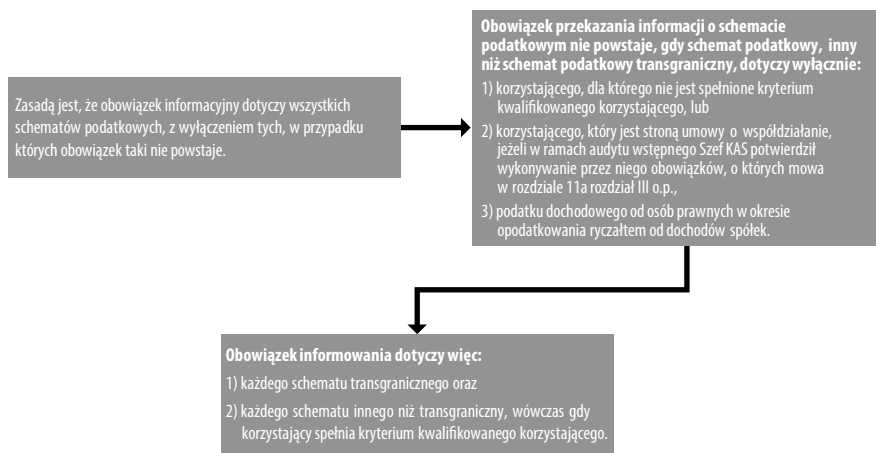 Zasadą jest, że obowiązek informacyjny dotyczy wszystkich
schematów podatkowych, z wyłączeniem tych, w przypadku
których obowiązek taki nie powstaje.
Obowiązek przekazania informacji o schemacie
podatkowym nie powstaje, gdy schemat podatkowy, inny
niż schemat podatkowy transgraniczny, dotyczy wyłącznie:
1) korzystającego, dla którego nie jest spełnione kryterium
kwalifikowanego korzystającego, lub
2) korzystającego, który jest stroną umowy o współdziałanie,
jeżeli w ramach audytu wstępnego Szef KAS potwierdził
wykonywanie przez niego obowiązków, o których mowa
w rozdziale 11a rozdział III o.p.,
3) podatku dochodowego od osób prawnych w okresie
opodatkowania ryczałtem od dochodów spółek.
Obowiązek informowania dotyczy więc:
1) każdego schematu transgranicznego oraz
2) każdego schematu innego niż transgraniczny, wówczas gdy
korzystający spełnia kryterium kwalifikowanego korzystającego.